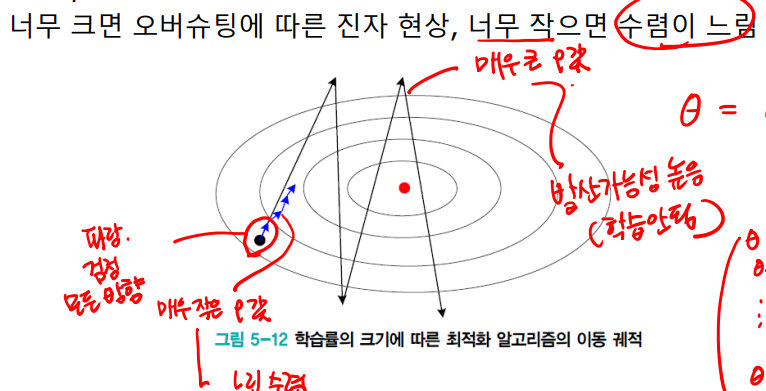 너무 크면 오버슈팅에 따른 진자 현상, 너무 작으면 수렴이 느림
매우큰 ρ값
θ =
발산가능성 높음
(학습안됨)
파랑.
검정
모든 방향
매우작은 ρ값
θ
θ
그림 5-12 학습률의 크기에 따른 최적화 알고리즘의 이동 궤적
θ
수렴